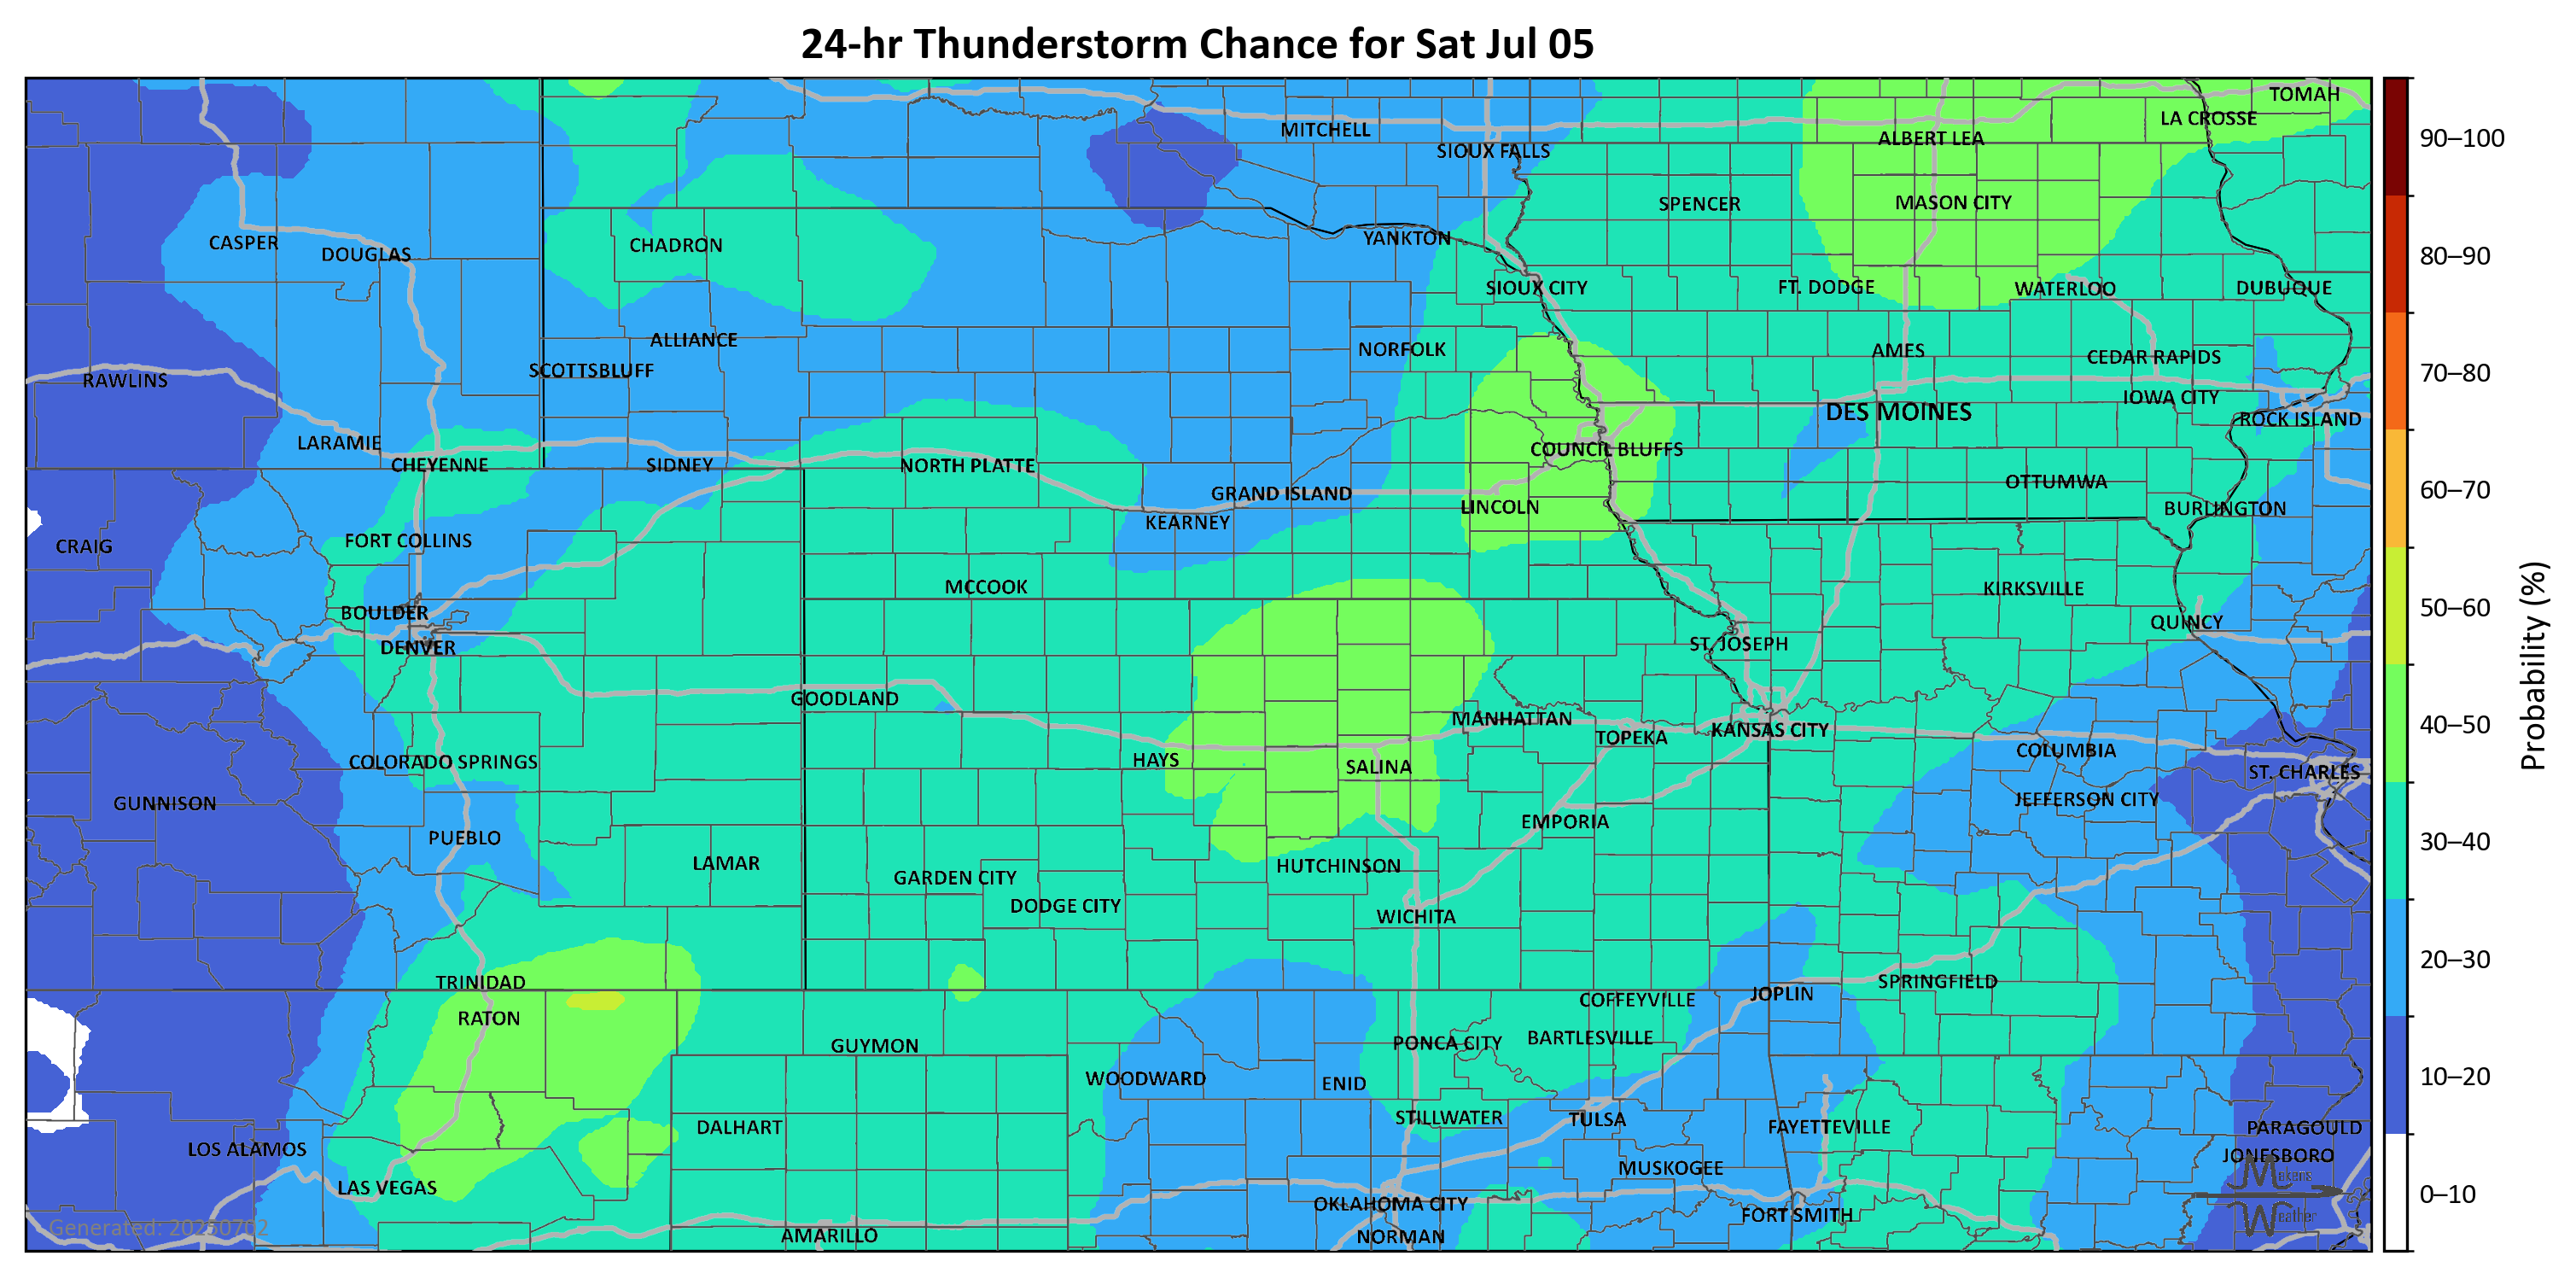 24-hr Thunderstorm Chance for Sat Jul 05
TOMAH
LA CROSSE
MITCHELL
ALBERT LEA
SIOUX FALLS
SPENCER
MASON CITY
YANKTON
CASPER
CHADRON
DOUGLAS
SIOUX CITY
FT. DODGE
WATERLOO
DUBUQUE
ALLIANCE
NORFOLK
AMES
CEDAR RAPIDS
SCOTTSBLUFF
RAWLINS
IOWA CITY
DES MOINES
ROCK ISLAND
LARAMIE
COUNCIL BLUFFS
CHEYENNE
SIDNEY
NORTH PLATTE
OTTUMWA
GRAND ISLAND
LINCOLN
BURLINGTON
KEARNEY
FORT COLLINS
CRAIG
MCCOOK
KIRKSVILLE
BOULDER
QUINCY
DENVER
ST. JOSEPH
GOODLAND
MANHATTAN
KANSAS CITY
TOPEKA
COLUMBIA
HAYS
COLORADO SPRINGS
SALINA
ST. CHARLES
GUNNISON
JEFFERSON CITY
EMPORIA
PUEBLO
LAMAR
HUTCHINSON
GARDEN CITY
DODGE CITY
WICHITA
TRINIDAD
SPRINGFIELD
JOPLIN
COFFEYVILLE
RATON
BARTLESVILLE
PONCA CITY
GUYMON
WOODWARD
ENID
STILLWATER
TULSA
DALHART
FAYETTEVILLE
PARAGOULD
LOS ALAMOS
JONESBORO
MUSKOGEE
LAS VEGAS
OKLAHOMA CITY
FORT SMITH
AMARILLO
NORMAN
Generated: 20250702
Makens
Weather
90–100
80–90
70–80
60–70
50–60
40–50
30–40
20–30
10–20
0–10
Probability (%)